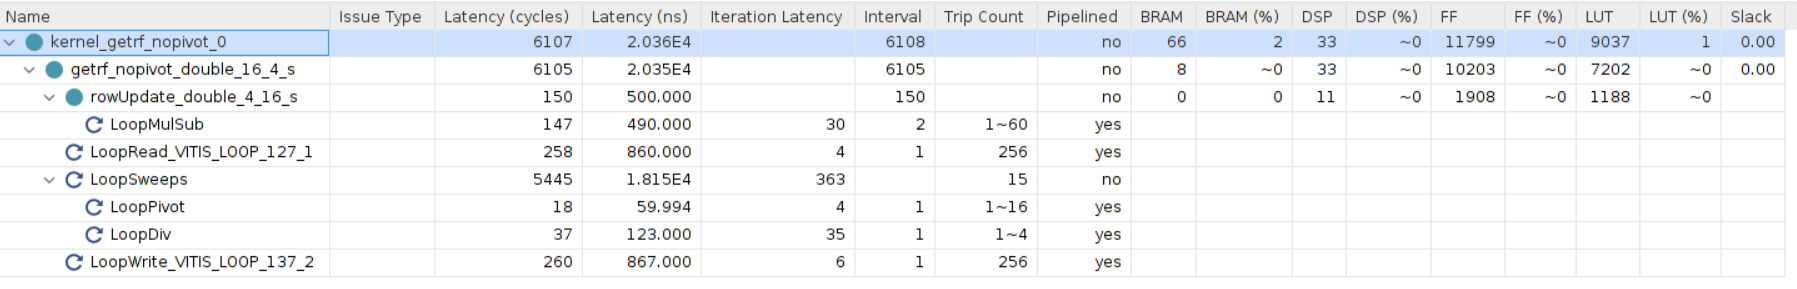 Name Issue Type Latency (cycles) Latency (ns) Iteration Latency Interval Trip Count Pipelined BRAM BRAM (%) DSP DSP (%) FF FF (%) LUT LUT (%) Slack
kernel_getrf_nopivot_0 6107 2.036E4 6108 no 66 2 33 ~0 11799 ~0 9037 1 0.00
getrf_nopivot_double_16_4_s 6105 2.035E4 6105 no 8 ~0 33 ~0 10203 ~0 7202 ~0 0.00
rowUpdate_double_4_16_s 150 500.000 150 no 0 0 11 ~0 1908 ~0 1188 ~0
LoopMulSub 147 490.000 30 2 1~60 yes
LoopRead_VITIS_LOOP_127_1 258 860.000 4 1 256 yes
LoopSweeps 5445 1.815E4 363 15 no
LoopPivot 18 59.994 4 1 1~16 yes
LoopDiv 37 123.000 35 1 1~4 yes
LoopWrite_VITIS_LOOP_137_2 260 867.000 6 1 256 yes